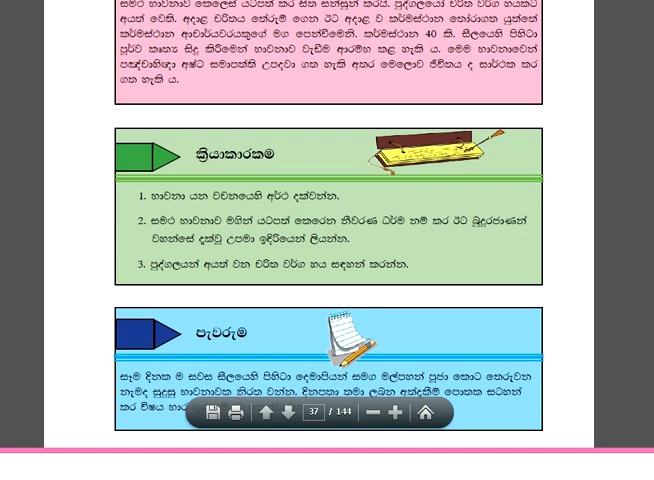 සමථ භාවනාව කෙලෙස් යටපත් කර සිත සන්සුන් කරයි. පුද්ගලයෝ චරිත වර්ග හයකට
අයත් වෙති. අදාළ චරිතය තේරුම් ගෙන ඊට අදාළ ව කර්මස්ථාන තෝරාගත යුත්තේ
කර්මස්ථාන ආචාර්යවරයකුගේ මග පෙන්වීමෙනි. කර්මස්ථාන 40 කි. සීලයෙහි පිහිටා
පූර්ව කෘත්‍ය සිදු කිරීමෙන් භාවනාව වැඩීම ආරම්භ කළ හැකි ය. මෙම භාවනාවෙන්
පඤ්චාභිඥා අෂ්ට සමාපත්ති උපදවා ගත හැකි අතර මෙලොව ජීවිතය ද සාර්ථක කර
ගත හැකි ය.
ක්‍රියාකාරකම
1. භාවනා යන වචනයෙහි අර්ථ දක්වන්න.
2. සමථ භාවනාව මගින් යටපත් කෙරෙන නීවරණ ධර්ම නම් කර ඊට බුදුරජාණන්
වහන්සේ දැක්වූ උපමා ඉදිරියෙන් ලියන්න.
3. පුද්ගලයන් අයත් වන චරිත වර්ග හය සඳහන් කරන්න.
පැවරුම
සෑම දිනක ම සවස සීලයෙහි පිහිටා දෙමාපියන් සමග මල්පහන් පූජා කොට තෙරුවන
නැමද සුදුසු භාවනාවක නිරත වන්න. දිනපතා තමා ලබන අත්දැකීම් පොතක සටහන්
කර විෂය භාර
37 / 144